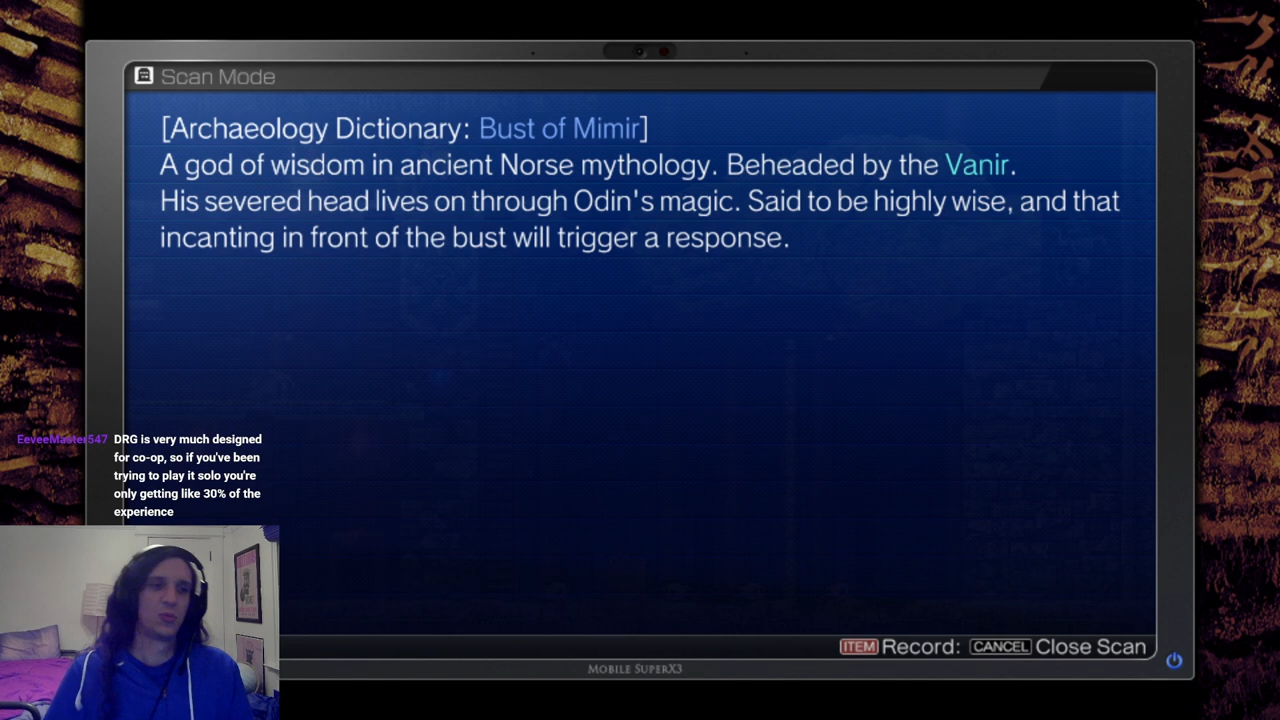 Scan Mode
[Archaeology Dictionary: Bust of Mimir]
A god of wisdom in ancient Norse mythology. Beheaded by the Vanir.
His severed head lives on through Odin's magic. Said to be highly wise, and that
incanting in front of the bust will trigger a response.
EeveeMaster547 DRG is very much designed
for co-op, so if you've been
trying to play it solo you're
only getting like 30% of the
experience
ITEM Record: CANCEL Close Scan
MOBILE SUPERX3